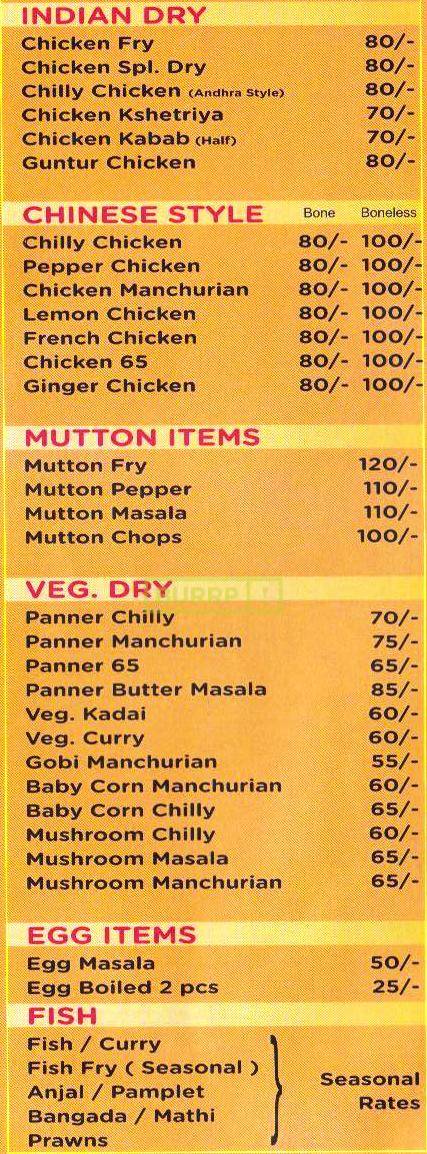 INDIAN DRY
Chicken Fry 80/-
Chicken Spl. Dry 80/-
Chilly Chicken (Andhra Style) 80/-
Chicken Kshetriya 70/-
Chicken Kabab (Half) 70/-
Guntur Chicken 80/-
CHINESE STYLE Bone Boneless
Chilly Chicken 80/- 100/-
Pepper Chicken 80/- 100/-
Chicken Manchurian 80/- 100/-
Lemon Chicken 80/- 100/-
French Chicken 80/- 100/-
Chicken 65 80/- 100/-
Ginger Chicken 80/- 100/-
MUTTON ITEMS
Mutton Fry 120/-
Mutton Pepper 110/-
Mutton Masala 110/-
Mutton Chops 100/-
VEG. DRY
BURRP!
Panner Chilly 70/-
Panner Manchurian 75/-
Panner 65 65/-
Panner Butter Masala 85/-
Veg. Kadai 60/-
Veg. Curry 60/-
Gobi Manchurian 55/-
Baby Corn Manchurian 60/-
Baby Corn Chilly 65/-
Mushroom Chilly 60/-
Mushroom Masala 65/-
Mushroom Manchurian 65/-
EGG ITEMS
Egg Masala 50/-
Egg Boiled 2 pcs 25/-
FISH
Fish / Curry
Fish Fry ( Seasonal )
Anjal / Pamplet
Bangada / Mathi
Prawns
Seasonal
Rates